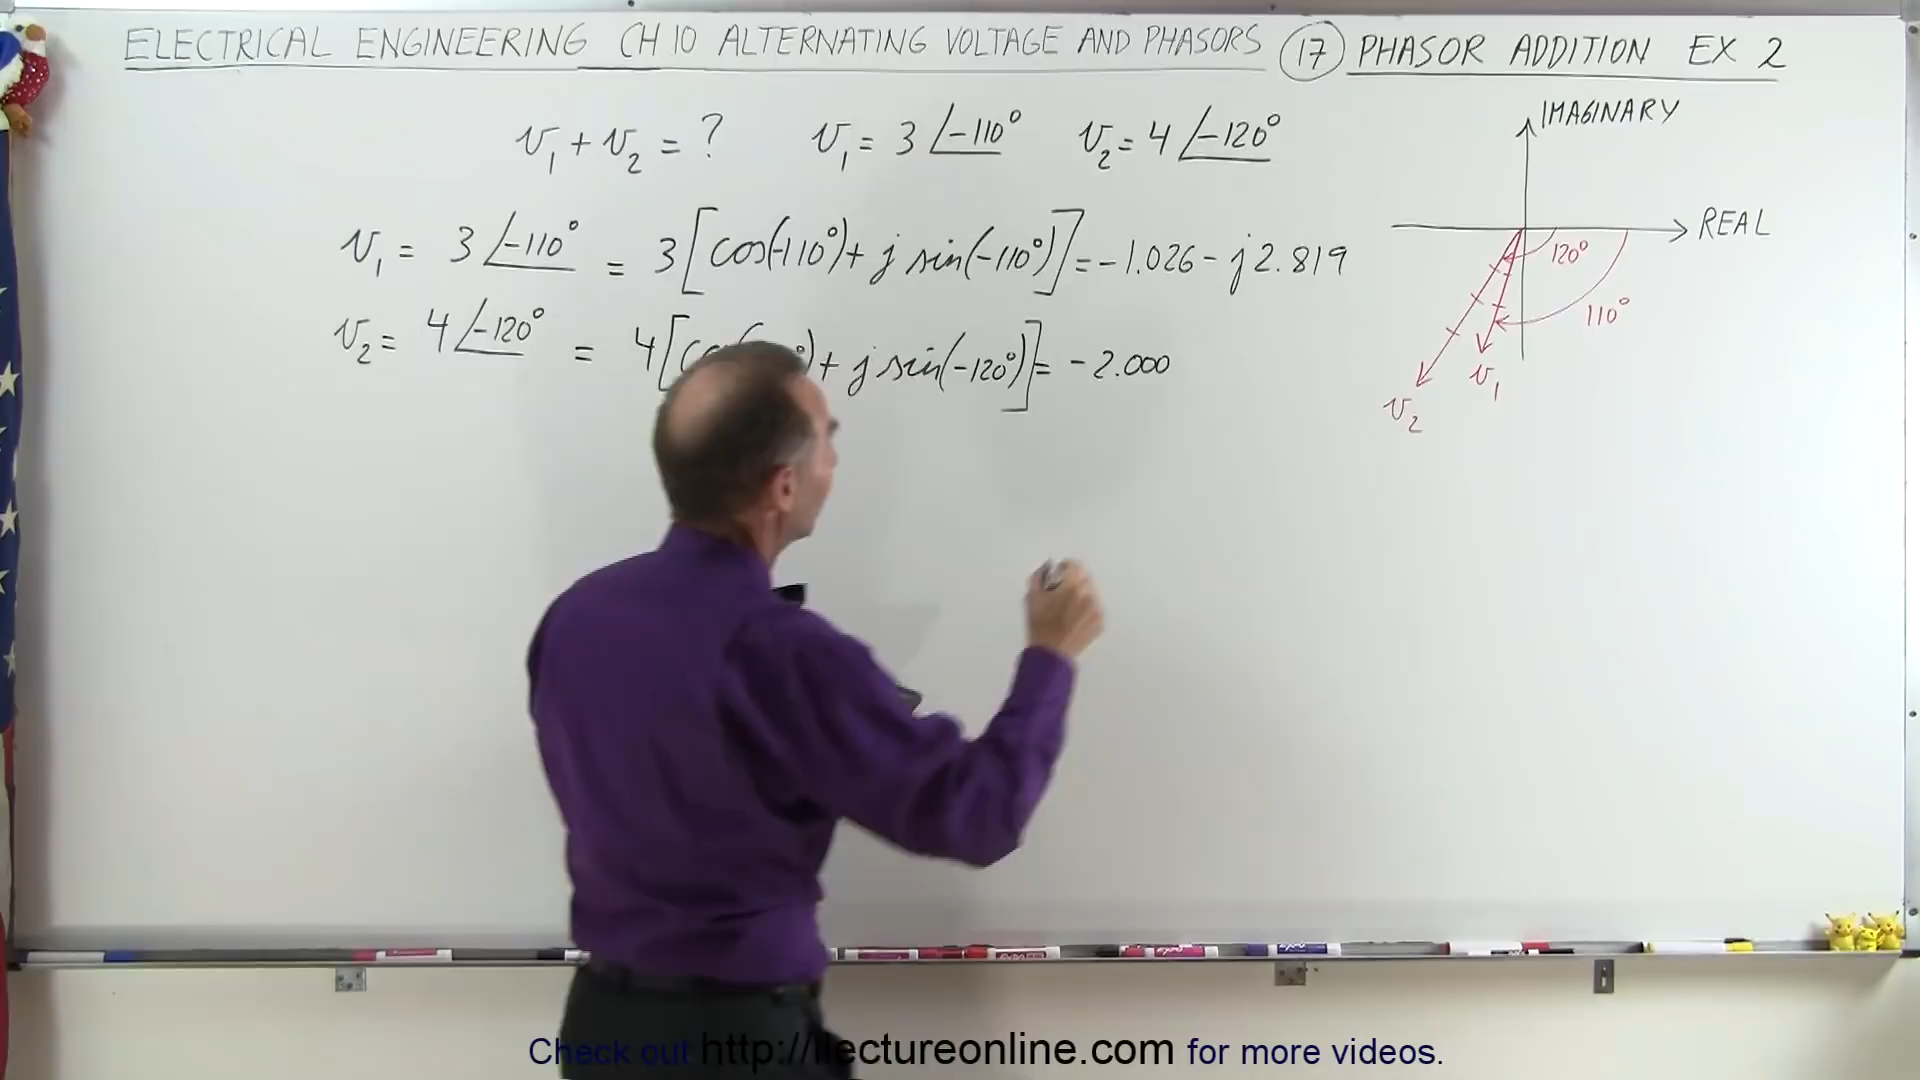 ELECTRICAL ENGINEERING CH 10 ALTERNATING VOLTAGE AND PHASORS (17) PHASOR ADDITION EX 2
v₁ + v₂ = ? v₁ = 3 ∠-110° v₂ = 4 ∠-120°
v₁ = 3 ∠-110° = 3[cos(-110°) + j sin(-110°)] = -1.026 - j2.819
v₂ = 4 ∠-120° = 4[ °) + j sin(-120°)] = -2.000
IMAGINARY
REAL
120°
110°
v₁
v₂
Check out http://ilectureonline.com for more videos.